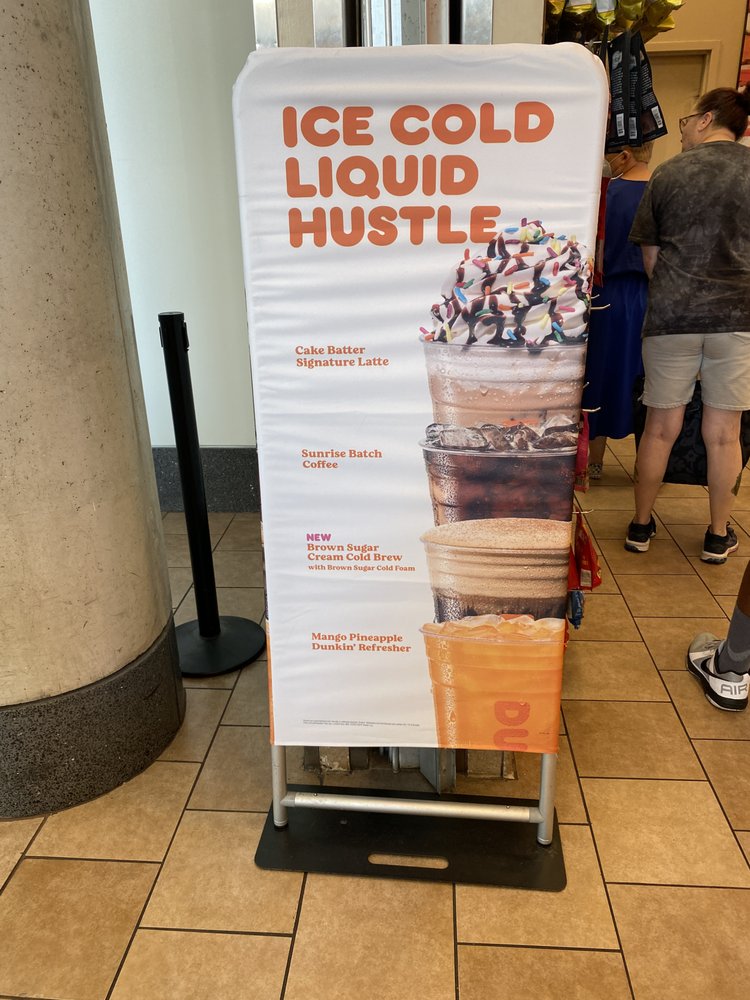 ICE COLD
LIQUID
HUSTLE
Cake Batter
Signature Latte
Sunrise Batch
Coffee
NEW
Brown Sugar
Cream Cold Brew
with Brown Sugar Cold Foam
Mango Pineapple
Dunkin' Refresher
DU
AIR